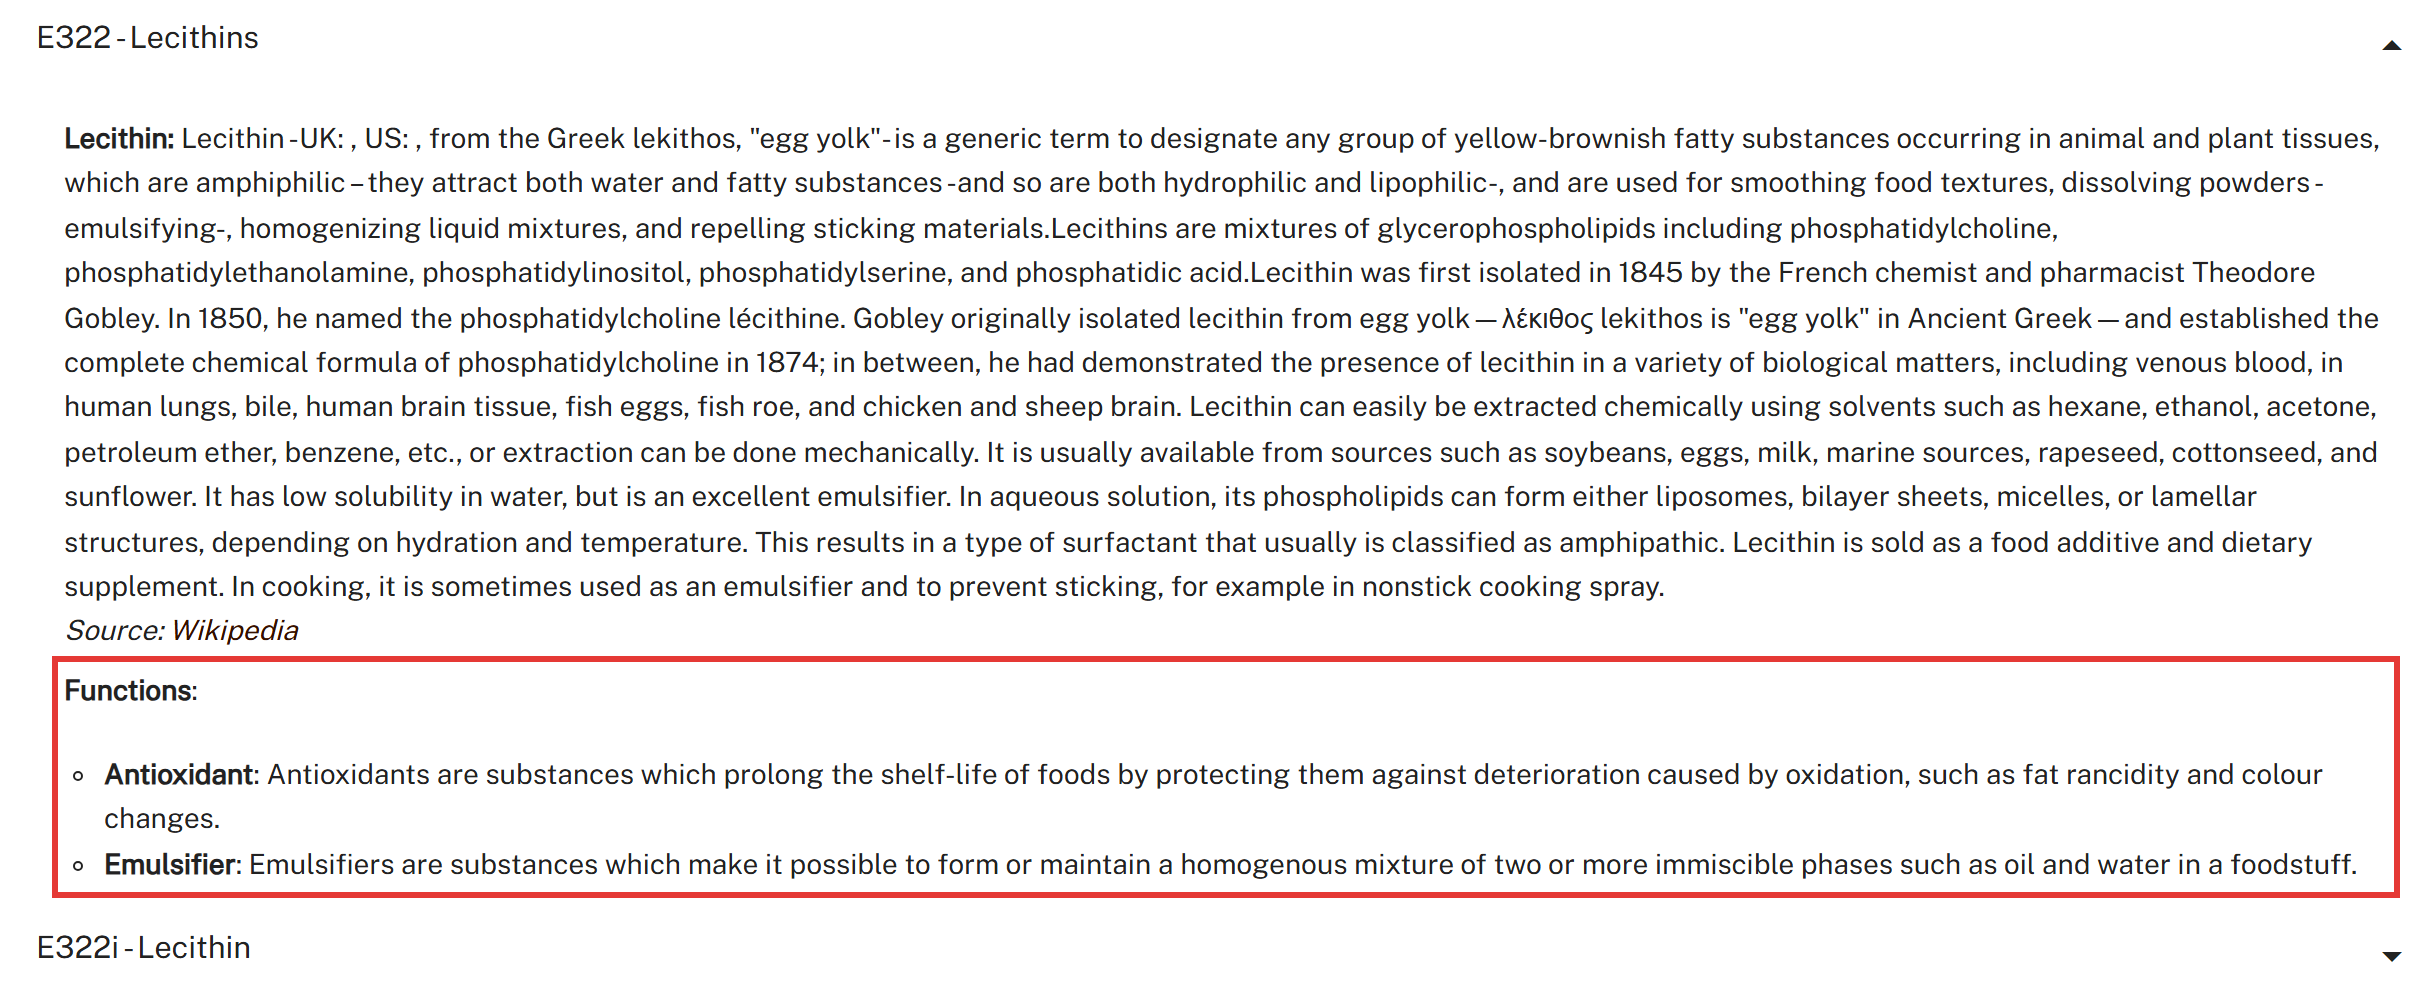 E322 - Lecithins
Lecithin: Lecithin -UK: , US: , from the Greek lekithos, "egg yolk"- is a generic term to designate any group of yellow-brownish fatty substances occurring in animal and plant tissues,
which are amphiphilic – they attract both water and fatty substances -and so are both hydrophilic and lipophilic-, and are used for smoothing food textures, dissolving powders -
emulsifying-, homogenizing liquid mixtures, and repelling sticking materials.Lecithins are mixtures of glycerophospholipids including phosphatidylcholine,
phosphatidylethanolamine, phosphatidylinositol, phosphatidylserine, and phosphatidic acid.Lecithin was first isolated in 1845 by the French chemist and pharmacist Theodore
Gobley. In 1850, he named the phosphatidylcholine lécithine. Gobley originally isolated lecithin from egg yolk — λέκιθος lekithos is "egg yolk" in Ancient Greek — and established the
complete chemical formula of phosphatidylcholine in 1874; in between, he had demonstrated the presence of lecithin in a variety of biological matters, including venous blood, in
human lungs, bile, human brain tissue, fish eggs, fish roe, and chicken and sheep brain. Lecithin can easily be extracted chemically using solvents such as hexane, ethanol, acetone,
petroleum ether, benzene, etc., or extraction can be done mechanically. It is usually available from sources such as soybeans, eggs, milk, marine sources, rapeseed, cottonseed, and
sunflower. It has low solubility in water, but is an excellent emulsifier. In aqueous solution, its phospholipids can form either liposomes, bilayer sheets, micelles, or lamellar
structures, depending on hydration and temperature. This results in a type of surfactant that usually is classified as amphipathic. Lecithin is sold as a food additive and dietary
supplement. In cooking, it is sometimes used as an emulsifier and to prevent sticking, for example in nonstick cooking spray.
Source: Wikipedia
Functions:
Antioxidant: Antioxidants are substances which prolong the shelf-life of foods by protecting them against deterioration caused by oxidation, such as fat rancidity and colour
changes.
Emulsifier: Emulsifiers are substances which make it possible to form or maintain a homogenous mixture of two or more immiscible phases such as oil and water in a foodstuff.
E322i - Lecithin